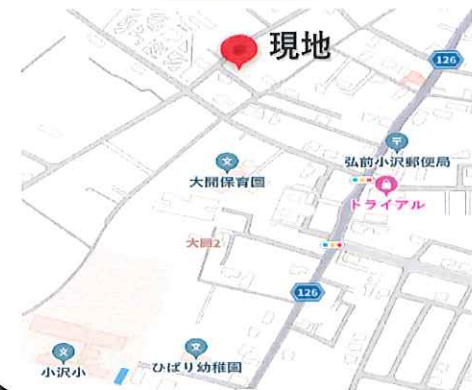 現地
126
弘前小沢郵便局
大開保育園
トライアル
大開2
126
小沢小
ひばり幼稚園